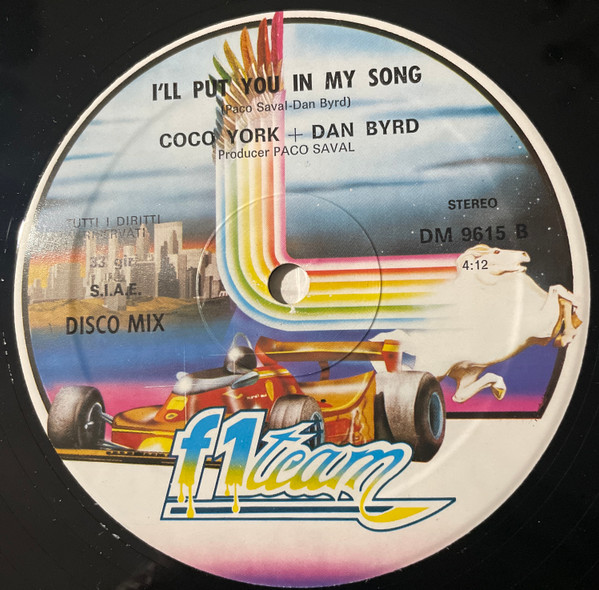 I'LL PUT YOU IN MY SONG
(Paco Saval-Dan Byrd)
COCO YORK + DAN BYRD
Producer PACO SAVAL
TUTTI I DIRITTI
RISERVATI
33 giri
S.I.A.E.
DISCO MIX
STEREO
DM 9615 B
4:12
f1 team